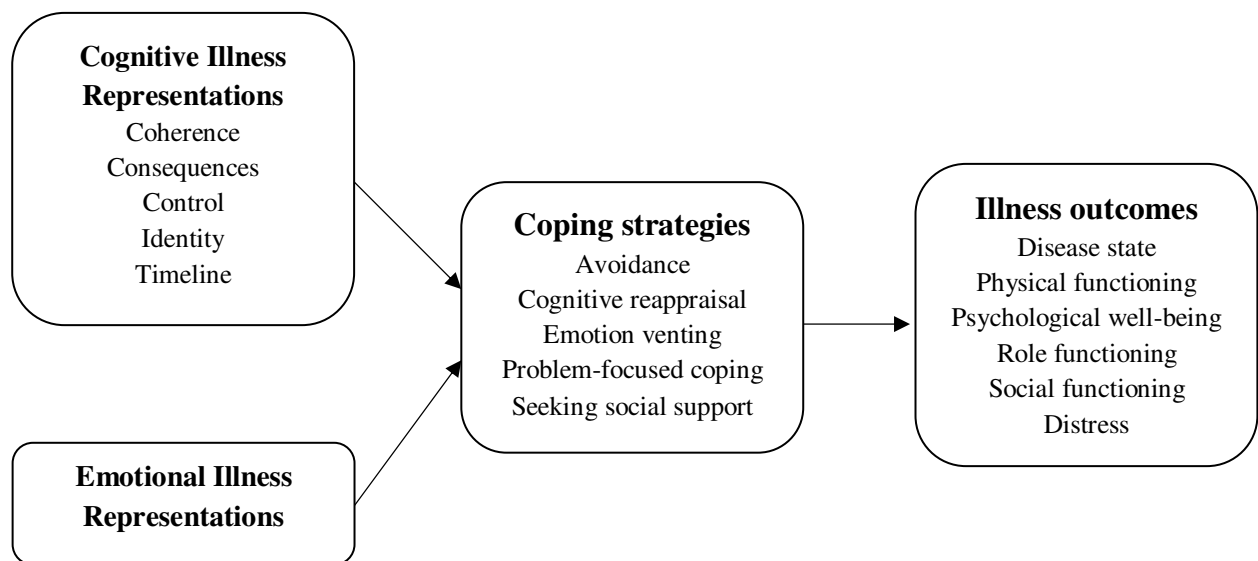 Cognitive Illness
Representations
Coherence
Consequences
Control
Identity
Timeline
Emotional Illness
Representations
Coping strategies
Avoidance
Cognitive reappraisal
Emotion venting
Problem-focused coping
Seeking social support
Illness outcomes
Disease state
Physical functioning
Psychological well-being
Role functioning
Social functioning
Distress